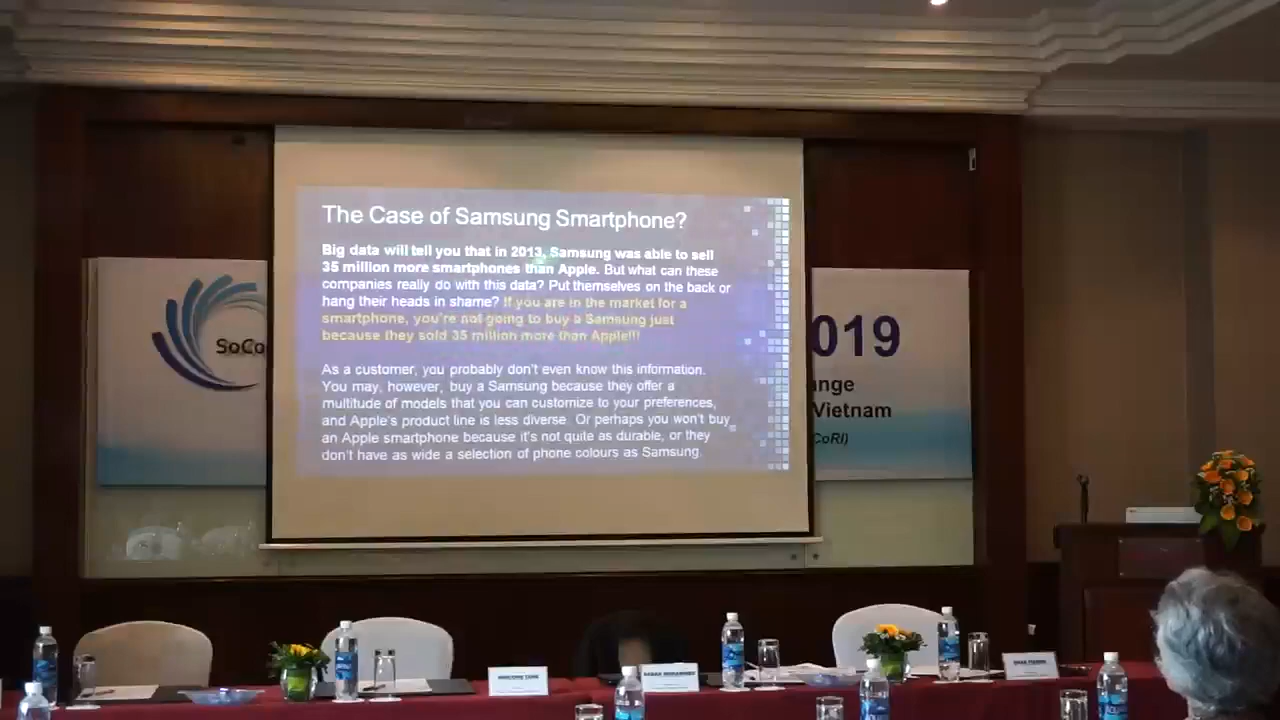 The Case of Samsung Smartphone?
Big data will tell you that in 2013, Samsung was able to sell
35 million more smartphones than Apple. But what can these
companies really do with this data? Put themselves on the back or
hang their heads in shame? If you are in the market for a
smartphone, you're not going to buy a Samsung just
because they sold 35 million more than Apple!!!
As a customer, you probably don't even know this information.
You may, however, buy a Samsung because they offer a
multitude of models that you can customize to your preferences,
and Apple's product line is less diverse. Or perhaps you won't buy
an Apple smartphone because it's not quite as durable, or they
don't have as wide a selection of phone colours as Samsung.
SoCo
019
ange
Vietnam
CoRI)